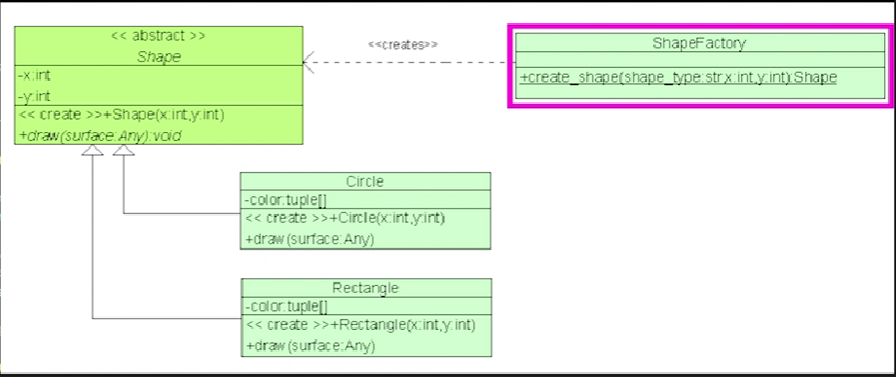 << abstract >>
Shape
-x:int
-y:int
<< create >>+Shape(x:int,y:int)
+draw(surface:Any):void
<<creates>>
ShapeFactory
+create_shape(shape_type:str,x:int,y:int):Shape
Circle
-color:tuple[]
<< create >>+Circle(x:int,y:int)
+draw(surface:Any)
Rectangle
-color:tuple[]
<< create >>+Rectangle(x:int,y:int)
+draw(surface:Any)